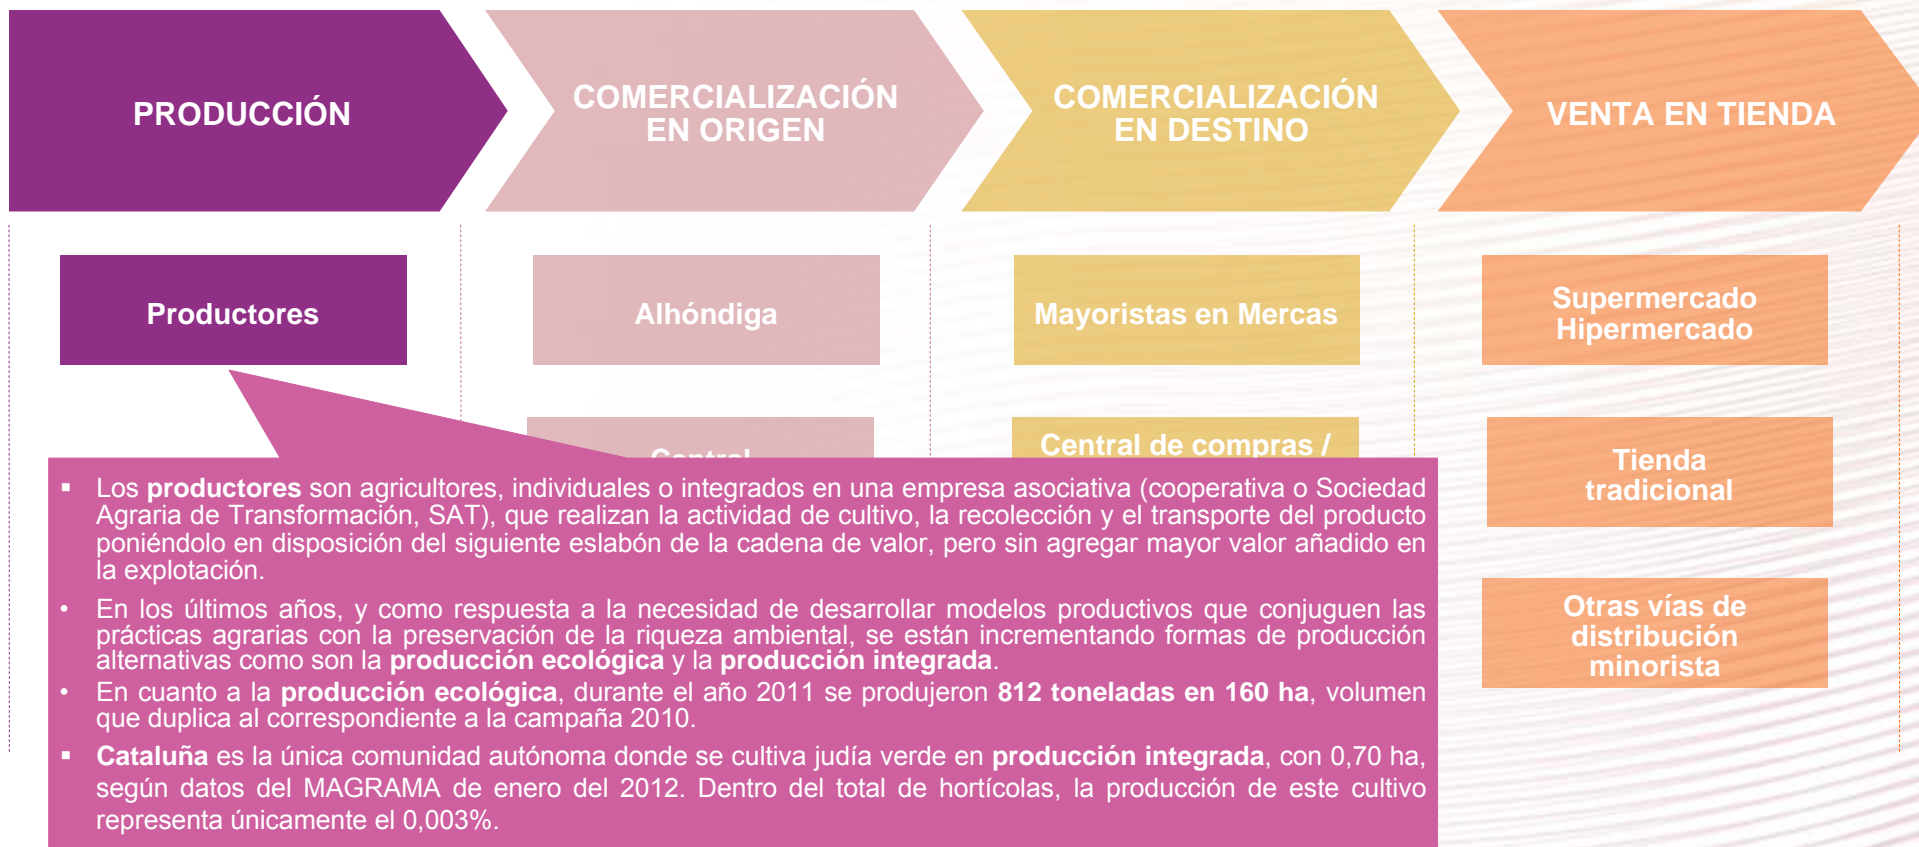 PRODUCCIÓN
COMERCIALIZACIÓN
EN ORIGEN
COMERCIALIZACIÓN
EN DESTINO
VENTA EN TIENDA
Productores
Alhóndiga
Mayoristas en Mercas
Supermercado
Hipermercado
Central
Central de compras /
Tienda
tradicional
Otras vías de
distribución
minorista
▪ Los productores son agricultores, individuales o integrados en una empresa asociativa (cooperativa o Sociedad
Agraria de Transformación, SAT), que realizan la actividad de cultivo, la recolección y el transporte del producto
poniéndolo en disposición del siguiente eslabón de la cadena de valor, pero sin agregar mayor valor añadido en
la explotación.
• En los últimos años, y como respuesta a la necesidad de desarrollar modelos productivos que conjuguen las
prácticas agrarias con la preservación de la riqueza ambiental, se están incrementando formas de producción
alternativas como son la producción ecológica y la producción integrada.
• En cuanto a la producción ecológica, durante el año 2011 se produjeron 812 toneladas en 160 ha, volumen
que duplica al correspondiente a la campaña 2010.
▪ Cataluña es la única comunidad autónoma donde se cultiva judía verde en producción integrada, con 0,70 ha,
según datos del MAGRAMA de enero del 2012. Dentro del total de hortícolas, la producción de este cultivo
representa únicamente el 0,003%.